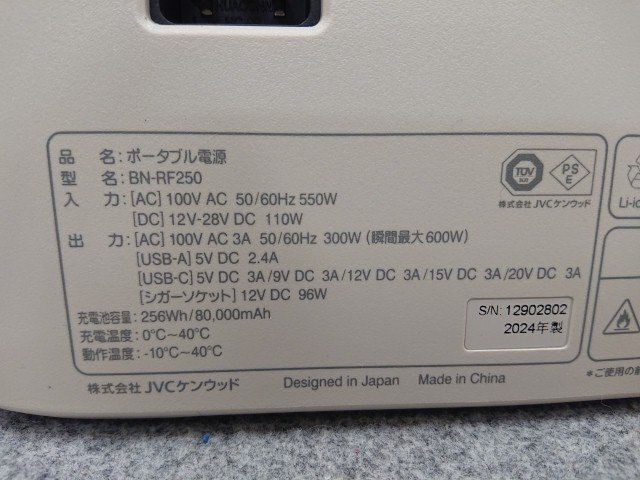 品 名：ポータブル電源
型 名：BN-RF250
入 力：[AC] 100V AC 50/60Hz 550W
[DC] 12V-28V DC 110W
出 力：[AC] 100V AC 3A 50/60Hz 300W（瞬間最大600W）
[USB-A] 5V DC 2.4A
[USB-C] 5V DC 3A/9V DC 3A/12V DC 3A/15V DC 3A/20V DC 3A
[シガーソケット] 12V DC 96W
充電池容量：256Wh/80,000mAh
充電温度：0°C～40°C
動作温度：-10°C～40°C
TÜV
PS
E
株式会社JVCケンウッド
S/N: 12902802
2024年製
株式会社 JVCケンウッド Designed in Japan Made in China
Li-ion
＊ご使用の前